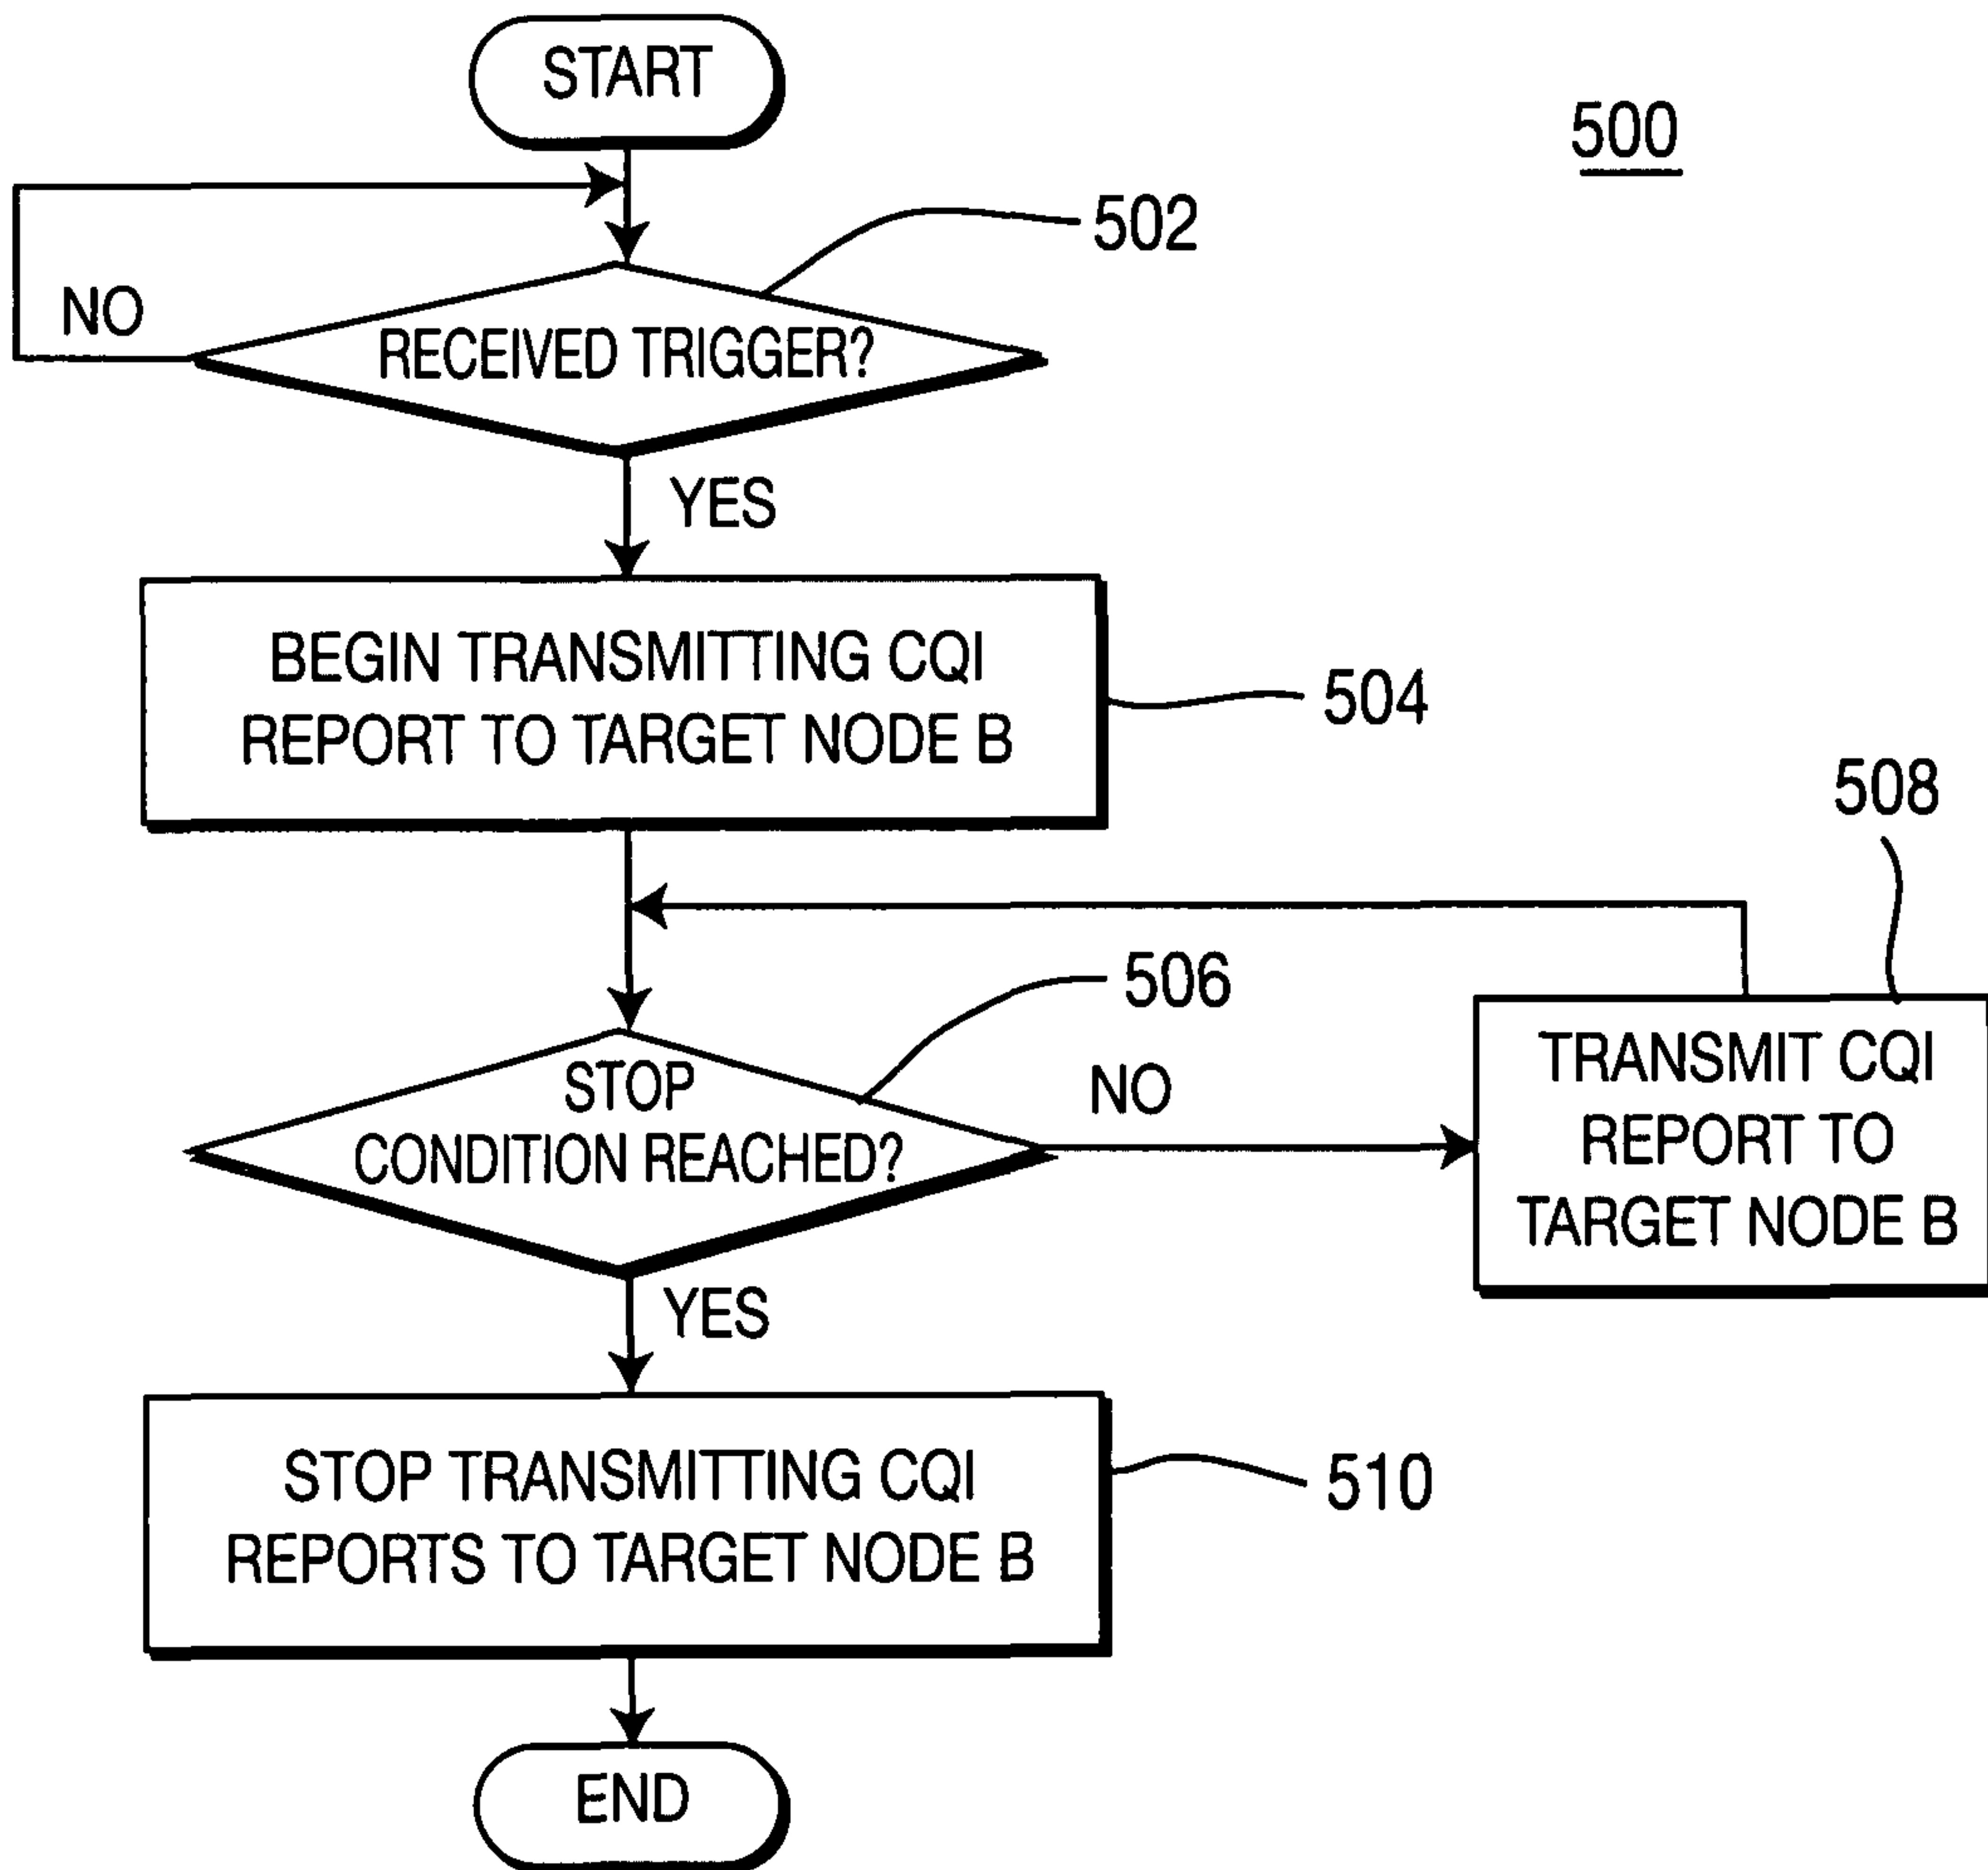 START
500
502
NO
RECEIVED TRIGGER?
YES
BEGIN TRANSMITTING CQI
REPORT TO TARGET NODE B
504
508
506
STOP
CONDITION REACHED?
NO
TRANSMIT CQI
REPORT TO
TARGET NODE B
YES
STOP TRANSMITTING CQI
REPORTS TO TARGET NODE B
510
END